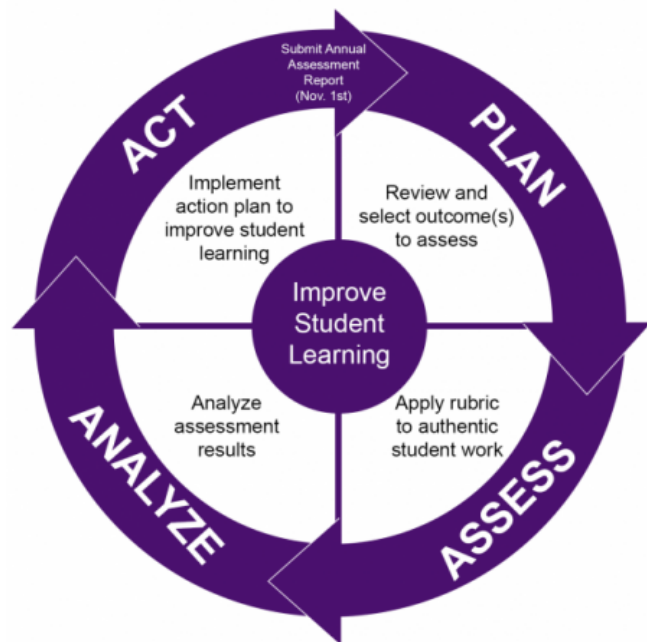 Submit Annual
Assessment
Report
(Nov. 1st)
PLAN
Review and
select outcome(s)
to assess
ASSESS
Apply rubric
to authentic
student work
ANALYZE
Analyze
assessment
results
ACT
Implement
action plan to
improve student
learning
Improve
Student
Learning